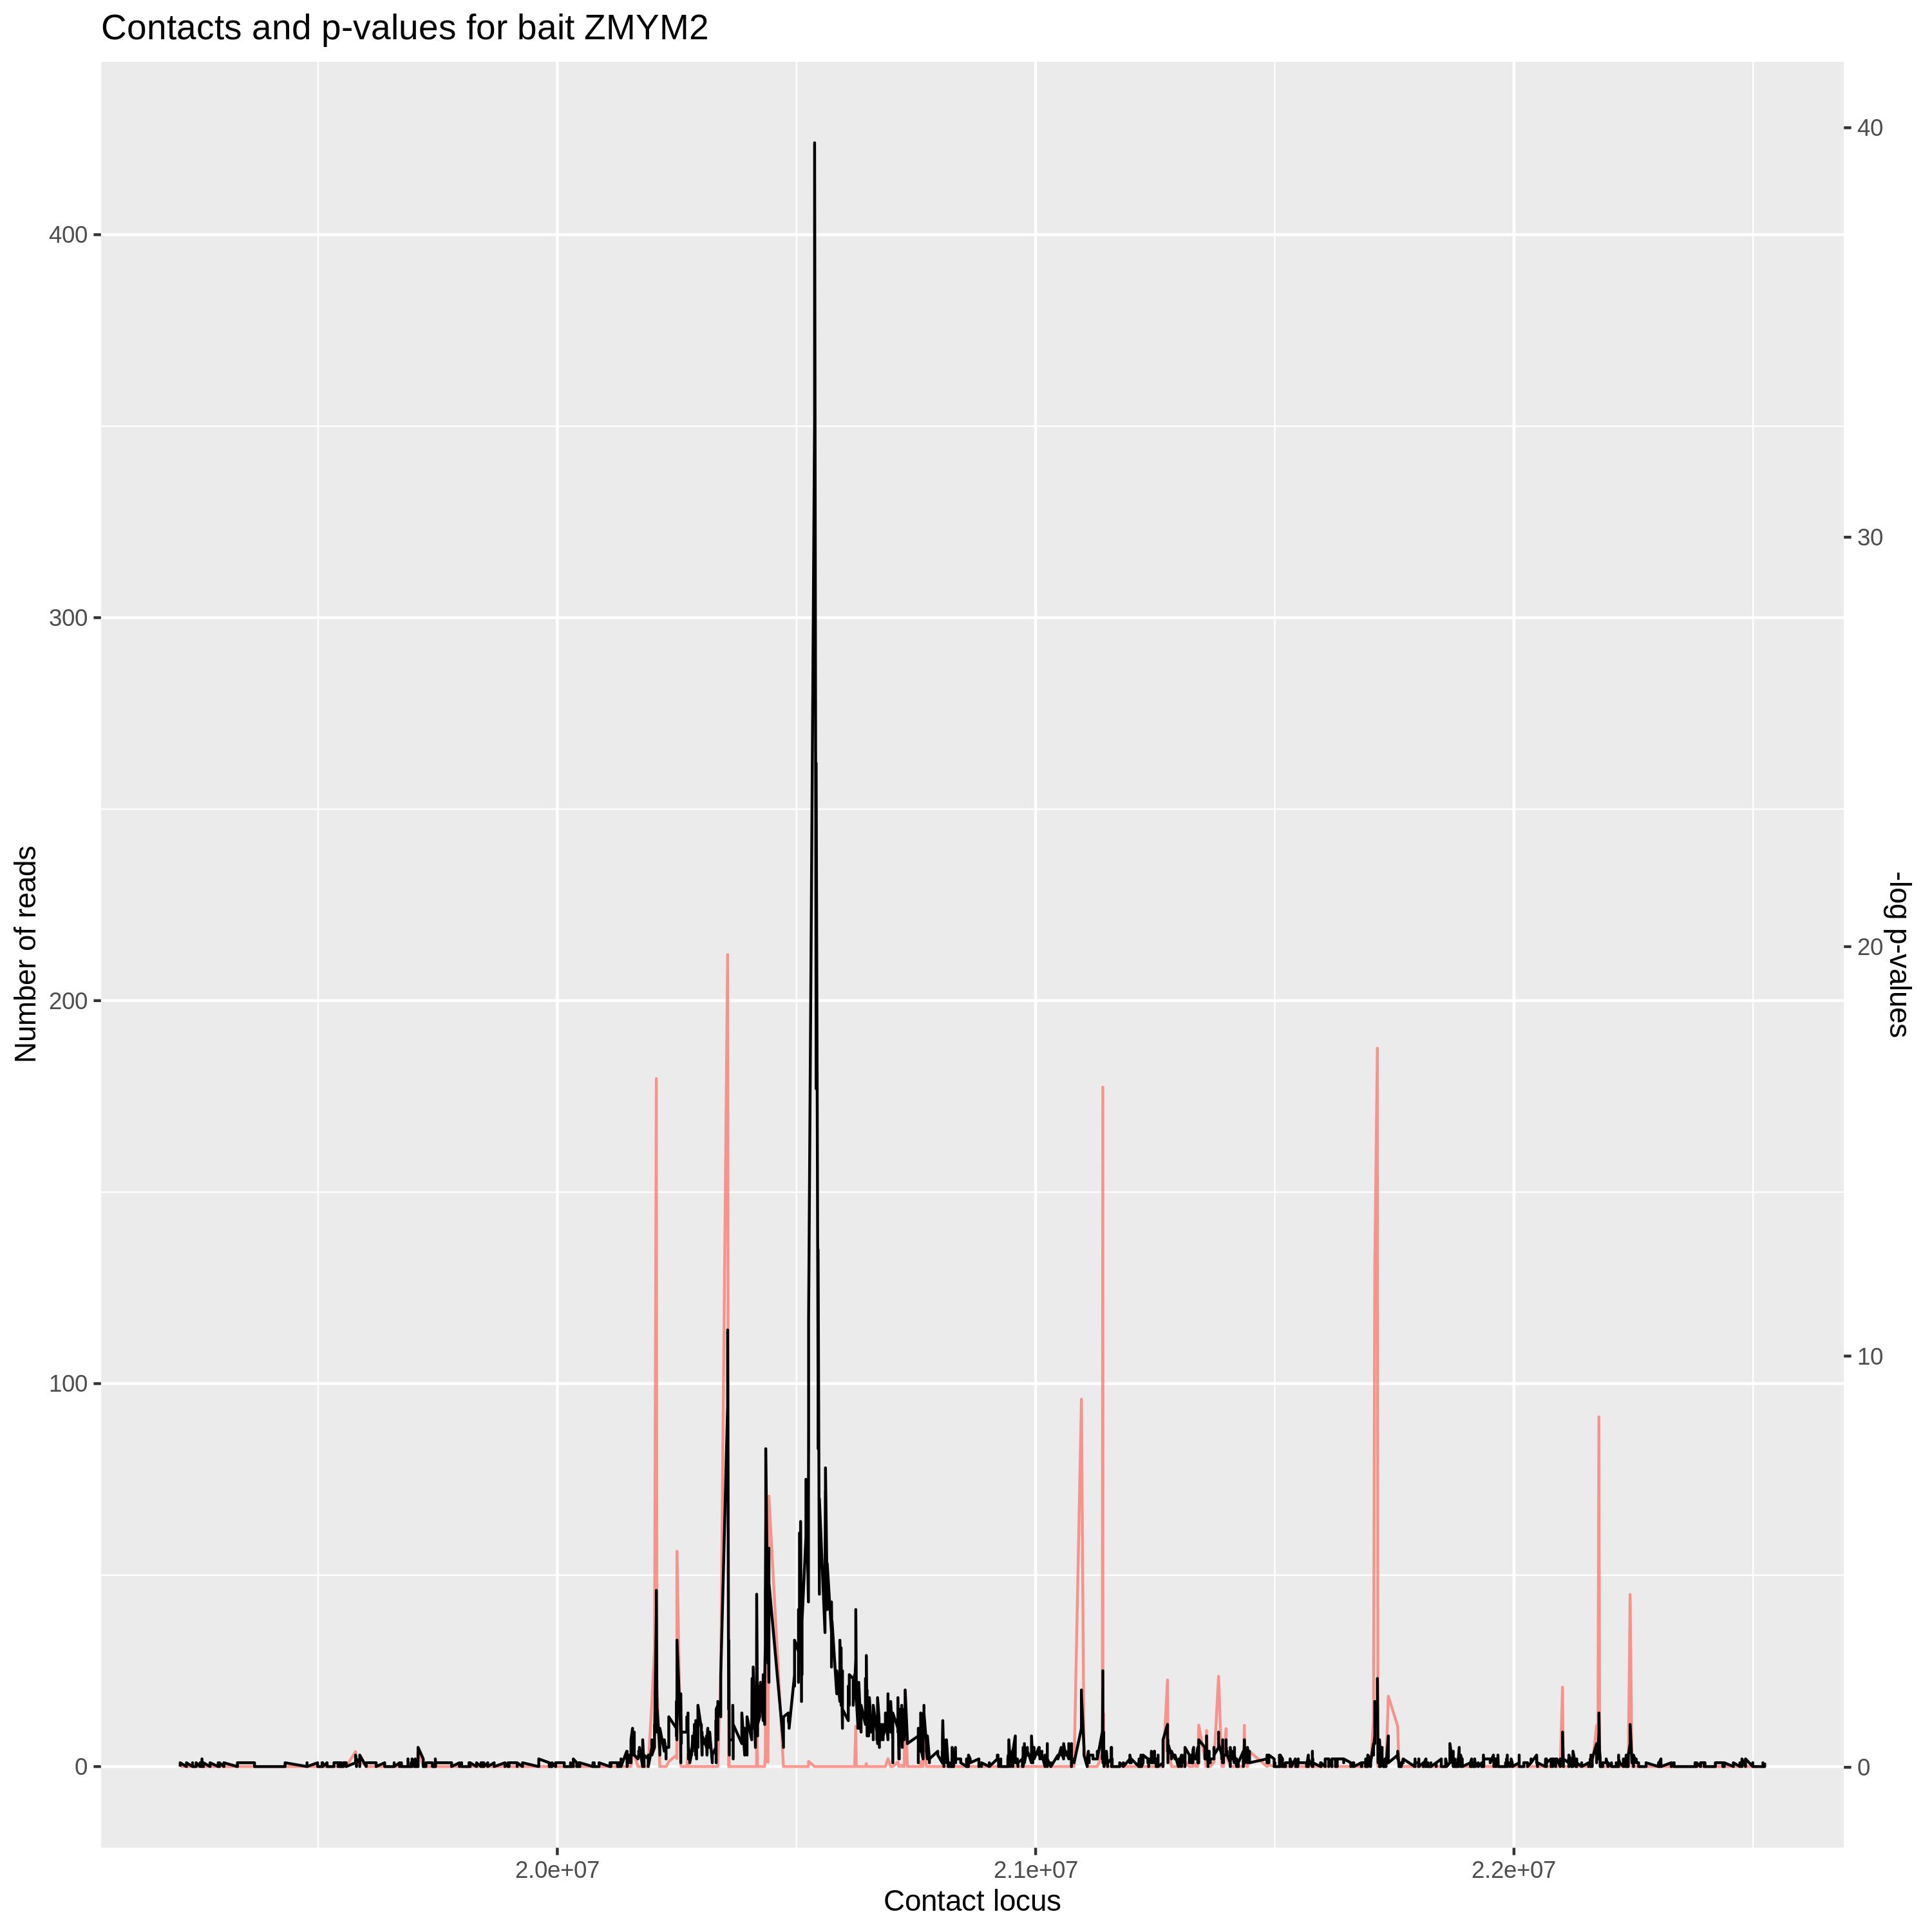 Contacts and p-values for bait ZMYM2
40
400
30
300
Number of reads
-log p-values
20
200
10
100
0
0
2.0e+07
2.1e+07
2.2e+07
Contact locus